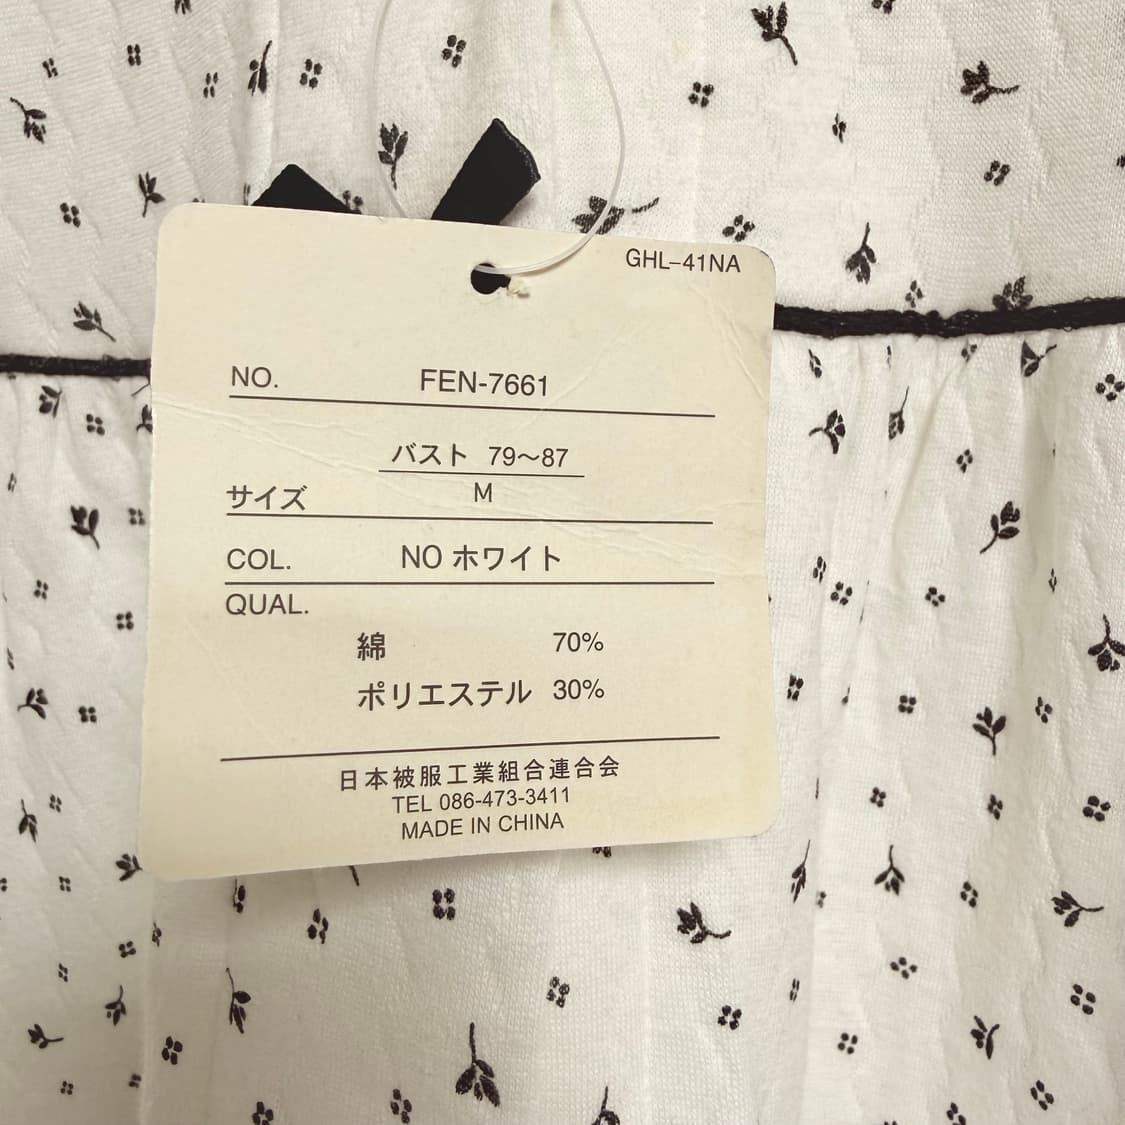 GHL-41NA
NO. FEN-7661
バスト 79～87
サイズ M
COL. NO ホワイト
QUAL.
綿 70%
ポリエステル 30%
日本被服工業組合連合会
TEL 086-473-3411
MADE IN CHINA